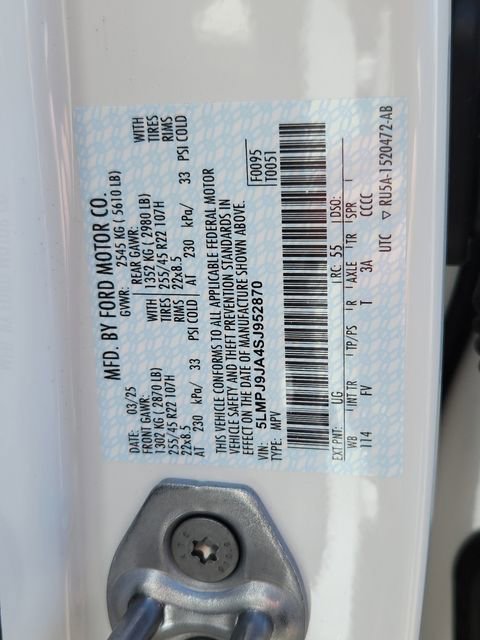 MFD. BY FORD MOTOR CO.
DATE: 03/25 GVWR: 2545 KG ( 5610 LB)
FRONT GAWR: REAR GAWR: WITH
1302 KG ( 2870 LB) 1352 KG ( 2980 LB) TIRES
255/45 R22 107H 255/45 R22 107H RIMS
22x8.5 22x8.5
AT 230 kPa/ 33 PSI COLD AT 230 kPa/ 33 PSI COLD
WITH
TIRES
RIMS
THIS VEHICLE CONFORMS TO ALL APPLICABLE FEDERAL MOTOR
VEHICLE SAFETY AND THEFT PREVENTION STANDARDS IN
EFFECT ON THE DATE OF MANUFACTURE SHOWN ABOVE.
VIN: 5LMPJ9JA4SJ952870
TYPE: MPV
F0095
T0051
EXT PNT: UG RC: 55 DSO:
WB INT TR TP/PS R AXLE TR SPR
114 FV T 3A CCCC
UTC ▽ RU5A-1520472-AB